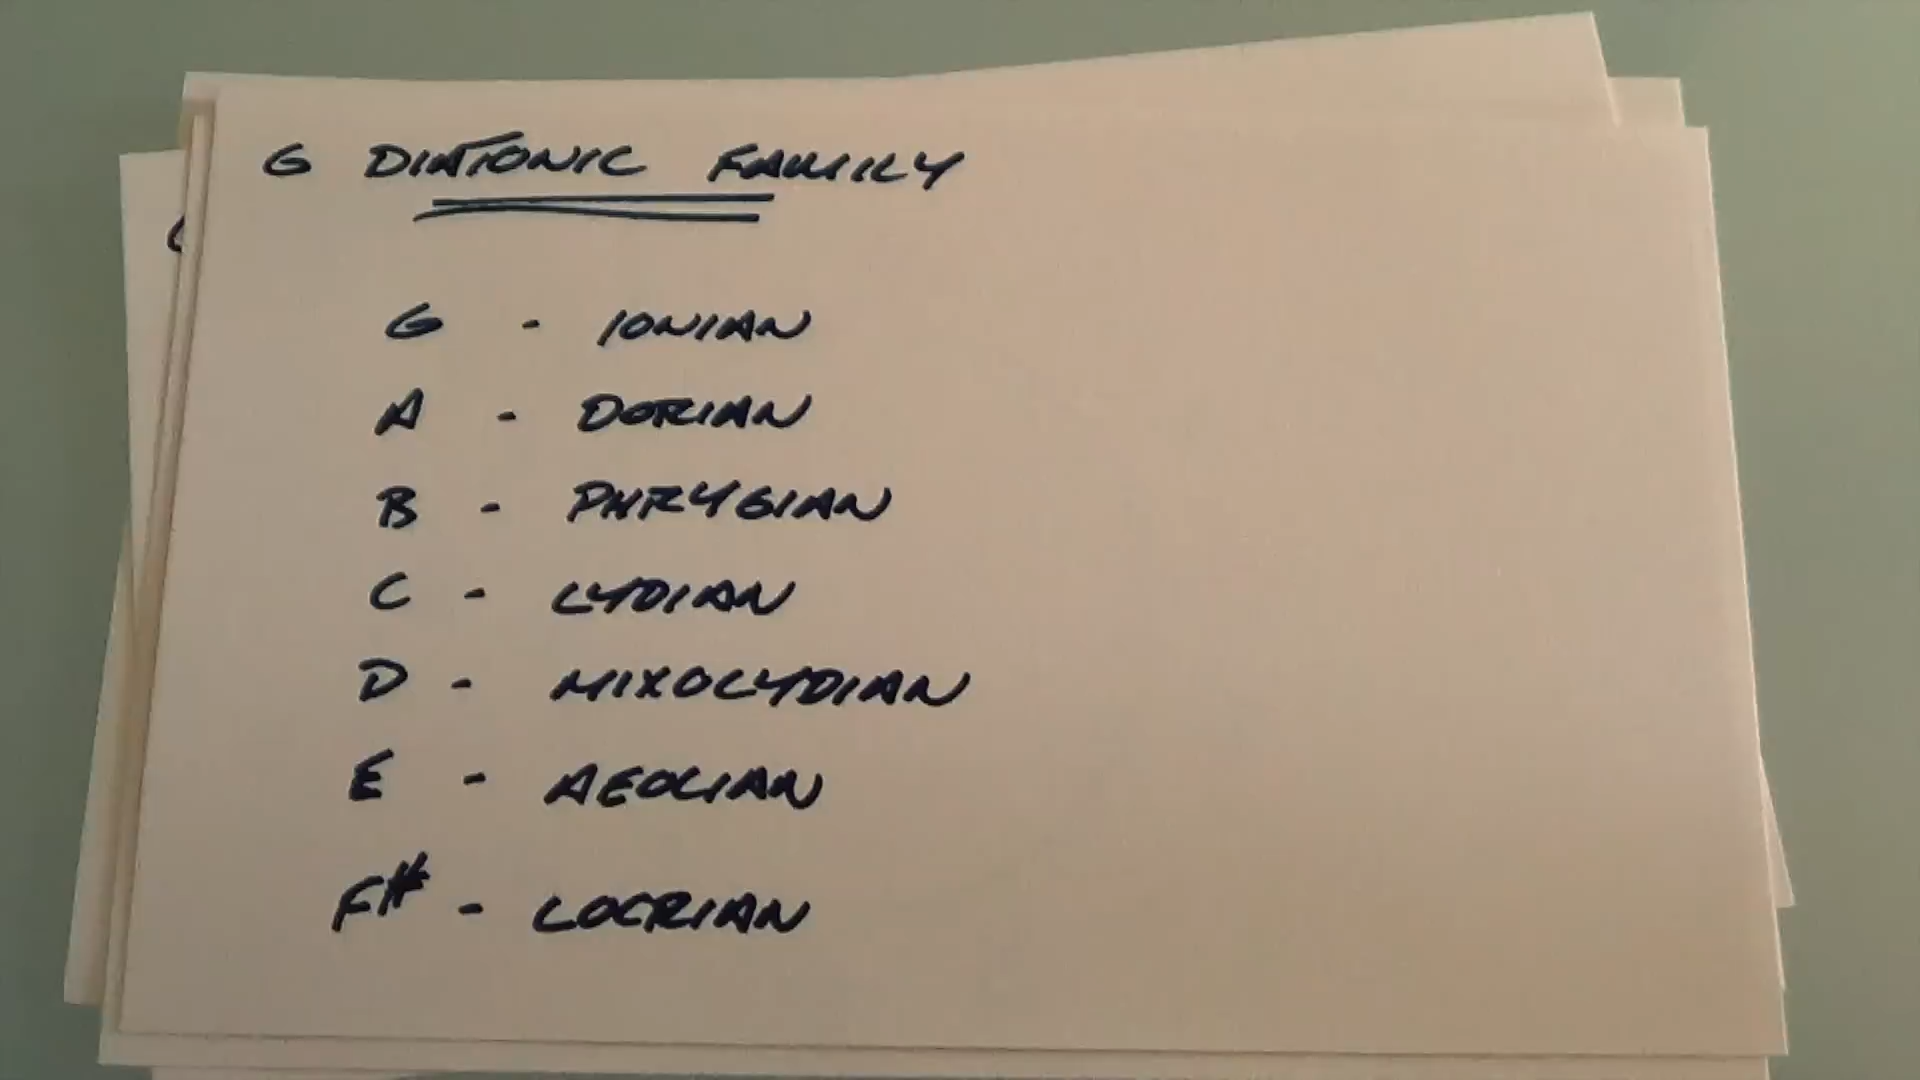 G DIATONIC FAMILY
G - IONIAN
A - DORIAN
B - PHRYGIAN
C - LYDIAN
D - MIXOLYDIAN
E - AEOLIAN
F# - LOCRIAN